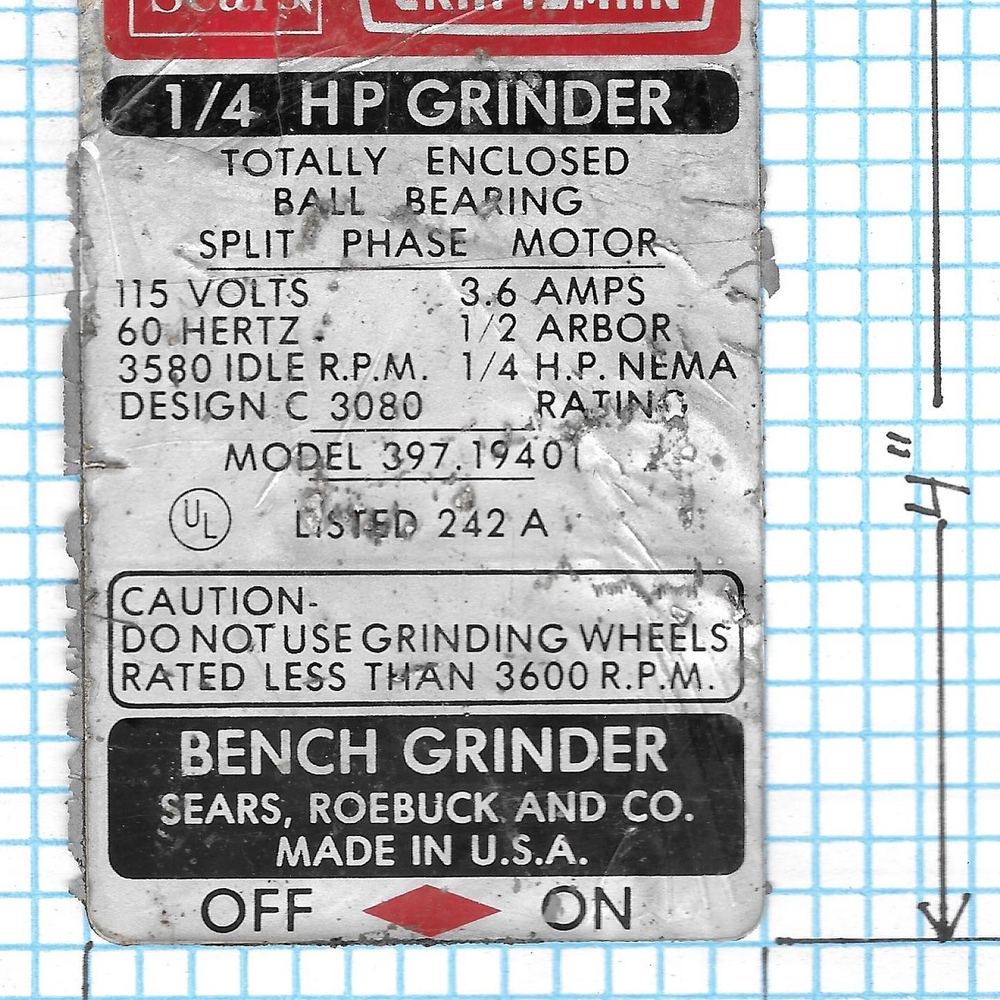 Sears CRAFTSMAN
1/4 HP GRINDER
TOTALLY ENCLOSED
BALL BEARING
SPLIT PHASE MOTOR
115 VOLTS 3.6 AMPS
60 HERTZ 1/2 ARBOR
3580 IDLE R.P.M. 1/4 H.P. NEMA
DESIGN C 3080 RATING
MODEL 397.19401
UL LISTED 242 A
CAUTION-
DO NOT USE GRINDING WHEELS
RATED LESS THAN 3600 R.P.M.
BENCH GRINDER
SEARS, ROEBUCK AND CO.
MADE IN U.S.A.
OFF ON
4"